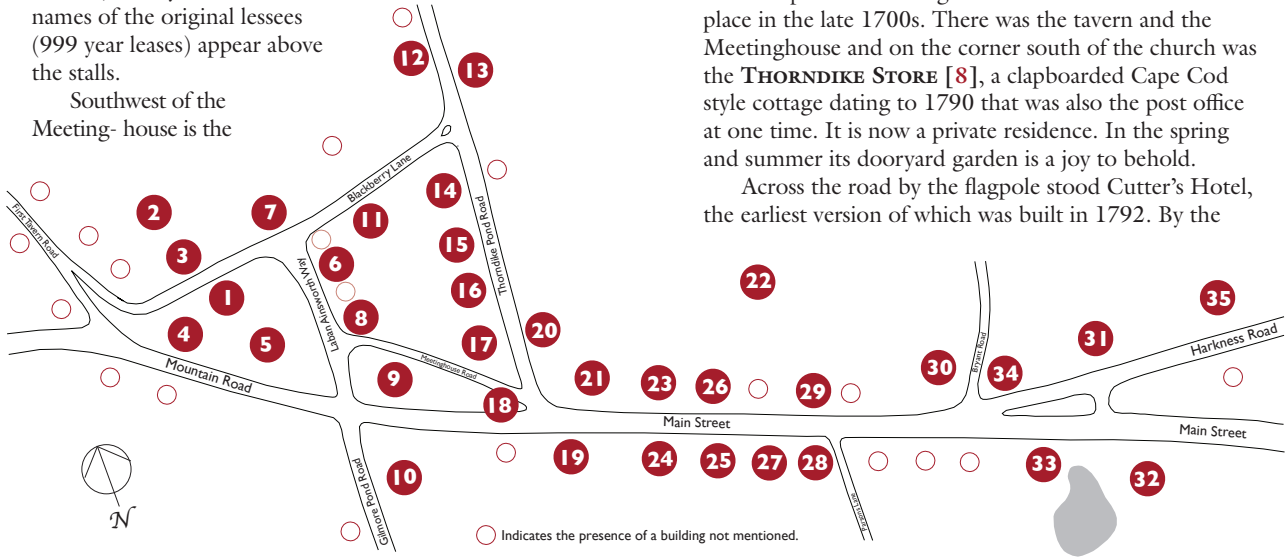 names of the original lessees
(999 year leases) appear above
the stalls.
Southwest of the
Meeting- house is the
place in the late 1700s. There was the tavern and the
Meetinghouse and on the corner south of the church was
the THORNDIKE STORE [8], a clapboarded Cape Cod
style cottage dating to 1790 that was also the post office
at one time. It is now a private residence. In the spring
and summer its dooryard garden is a joy to behold.
Across the road by the flagpole stood Cutter's Hotel,
the earliest version of which was built in 1792. By the
12
13
Blackberry Lane
14
2
7
11
First Tavern Road
3
6
15
Thorndike Pond Road
1
Laban Ainsworth Way
16
22
35
4
5
8
17
20
31
Harkness Road
Mountain Road
Meetinghouse Road
9
18
21
23
26
29
30
Bryant Road
34
Main Street
Main Street
10
19
24
25
27
28
33
32
Gilmore Pond Road
Parsons Lane
N
Indicates the presence of a building not mentioned.